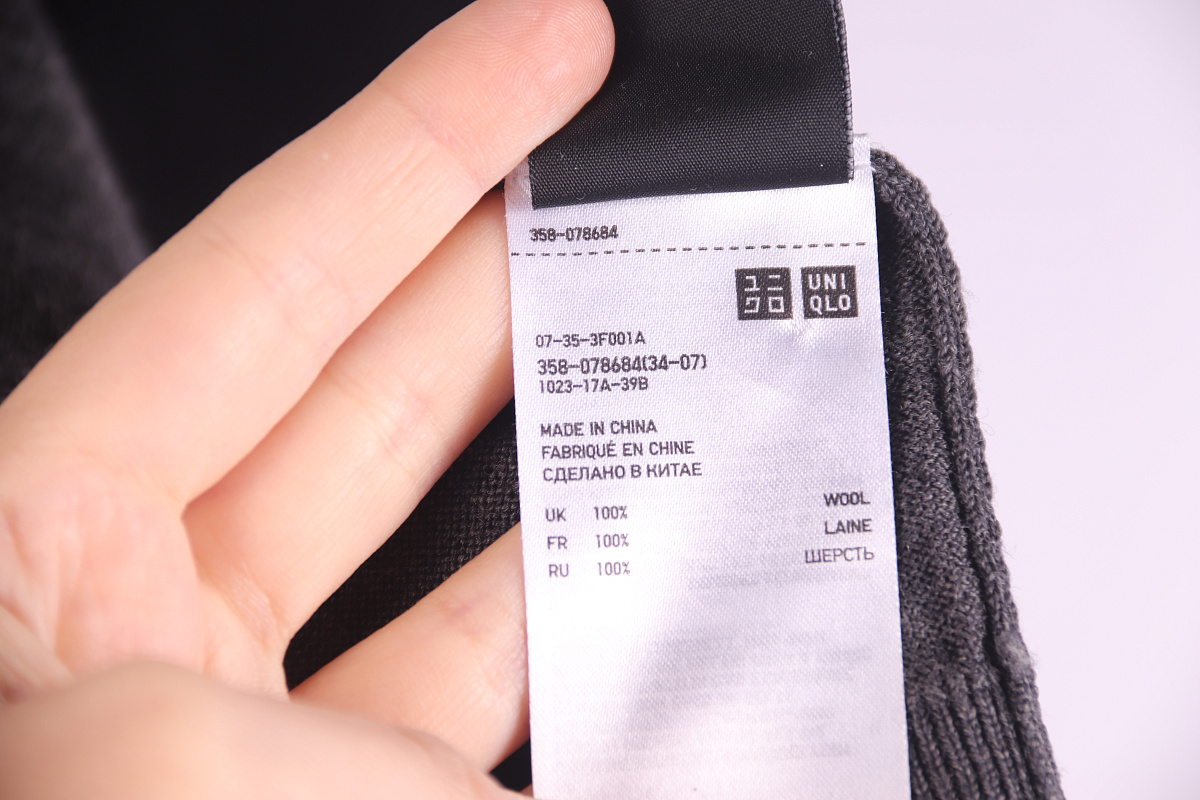 358-078684
ユニ UNI
クロ QLO
07-35-3F001A
358-078684(34-07)
1023-17A-39B
MADE IN CHINA
FABRIQUÉ EN CHINE
СДЕЛАНО В КИТАЕ
UK 100% WOOL
FR 100% LAINE
RU 100% ШЕРСТЬ